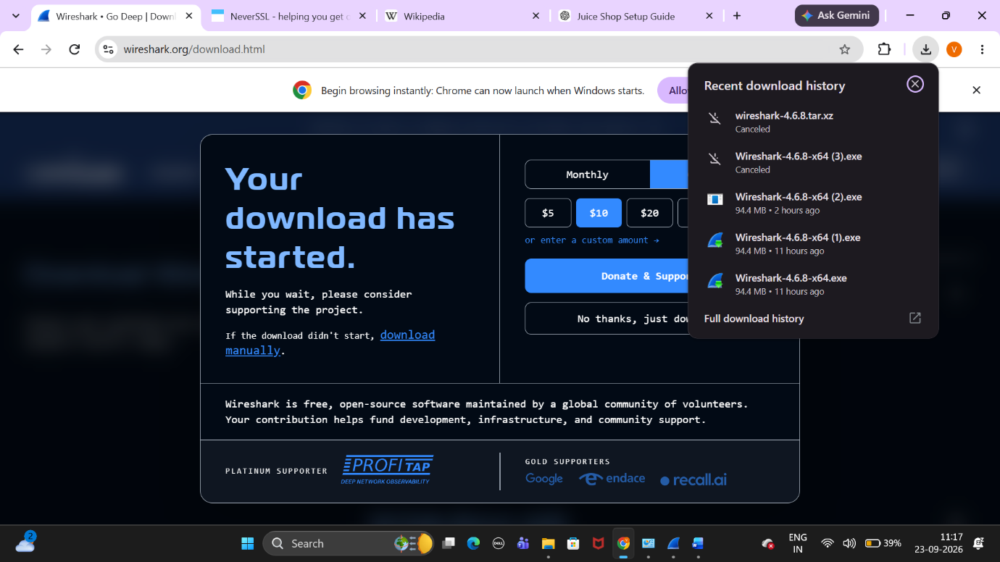 Wireshark • Go Deep | Downl
NeverSSL - helping you get o
Wikipedia
Juice Shop Setup Guide
Ask Gemini
wireshark.org/download.html
V
Begin browsing instantly: Chrome can now launch when Windows starts.
Allo
Recent download history
wireshark-4.6.8.tar.xz
Canceled
Wireshark-4.6.8-x64 (3).exe
Canceled
Wireshark-4.6.8-x64 (2).exe
94.4 MB • 2 hours ago
Wireshark-4.6.8-x64 (1).exe
94.4 MB • 11 hours ago
Wireshark-4.6.8-x64.exe
94.4 MB • 11 hours ago
Full download history
Your
download has
started.
While you wait, please consider
supporting the project.
If the download didn't start, download
manually.
Monthly
$5
$10
$20
or enter a custom amount →
Donate & Suppor
No thanks, just dow
Wireshark is free, open-source software maintained by a global community of volunteers.
Your contribution helps fund development, infrastructure, and community support.
PLATINUM SUPPORTER
PROFITAP
DEEP NETWORK OBSERVABILITY
GOLD SUPPORTERS
Google
endace
recall.ai
2
Search
DELL
ENG
IN
39%
11:17
23-09-2026